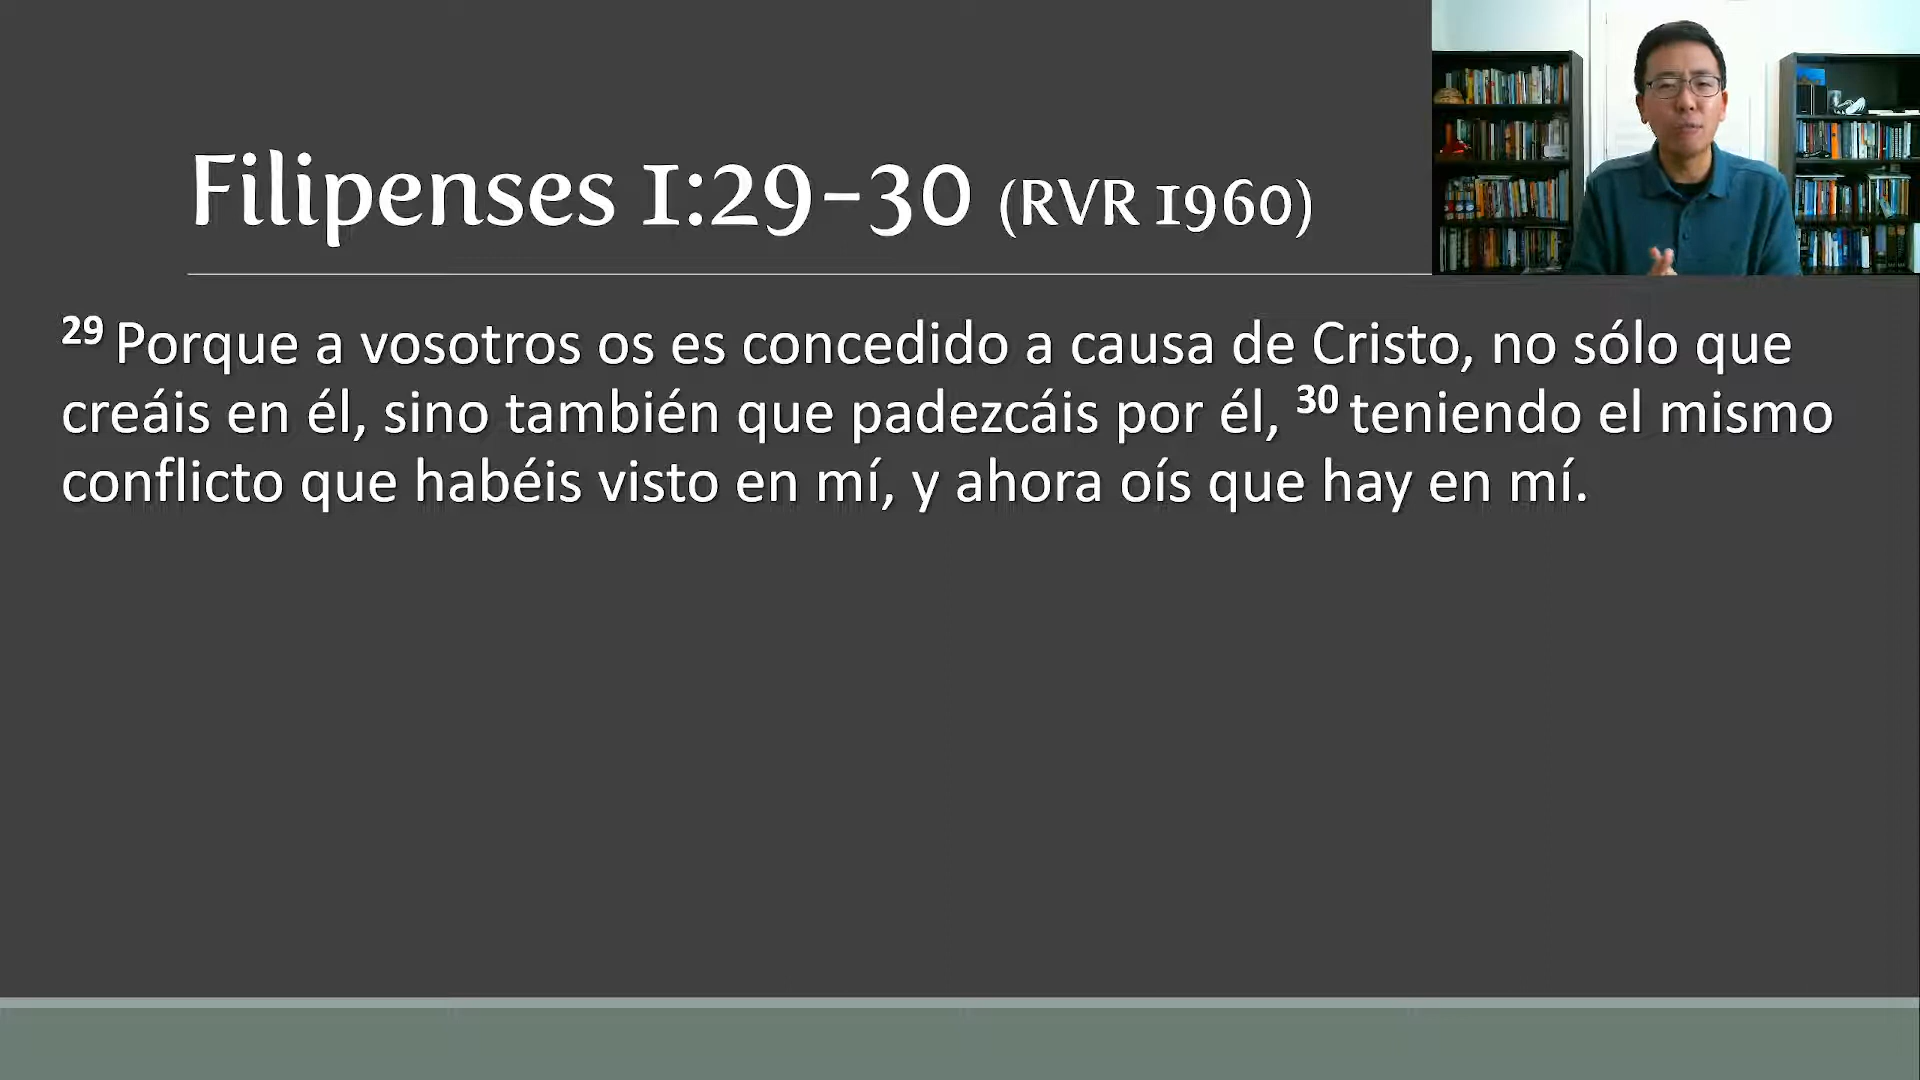 Filipenses 1:29-30 (RVR 1960)
29 Porque a vosotros os es concedido a causa de Cristo, no sólo que
creáis en él, sino también que padezcáis por él, 30 teniendo el mismo
conflicto que habéis visto en mí, y ahora oís que hay en mí.